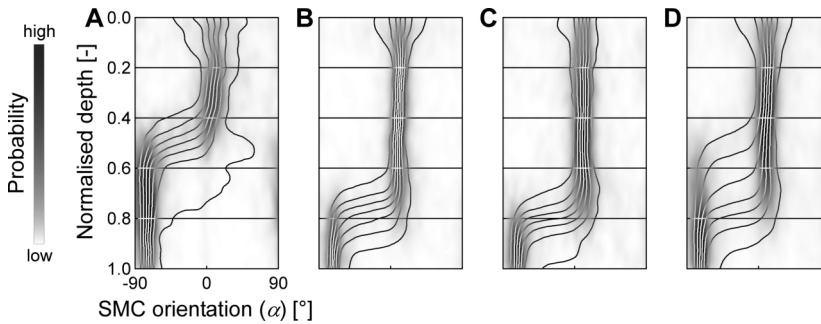 A B C D
high
Probability
low
Normalised depth [-]
0.0
0.2
0.4
0.6
0.8
1.0
-90 0 90
SMC orientation (α) [°]